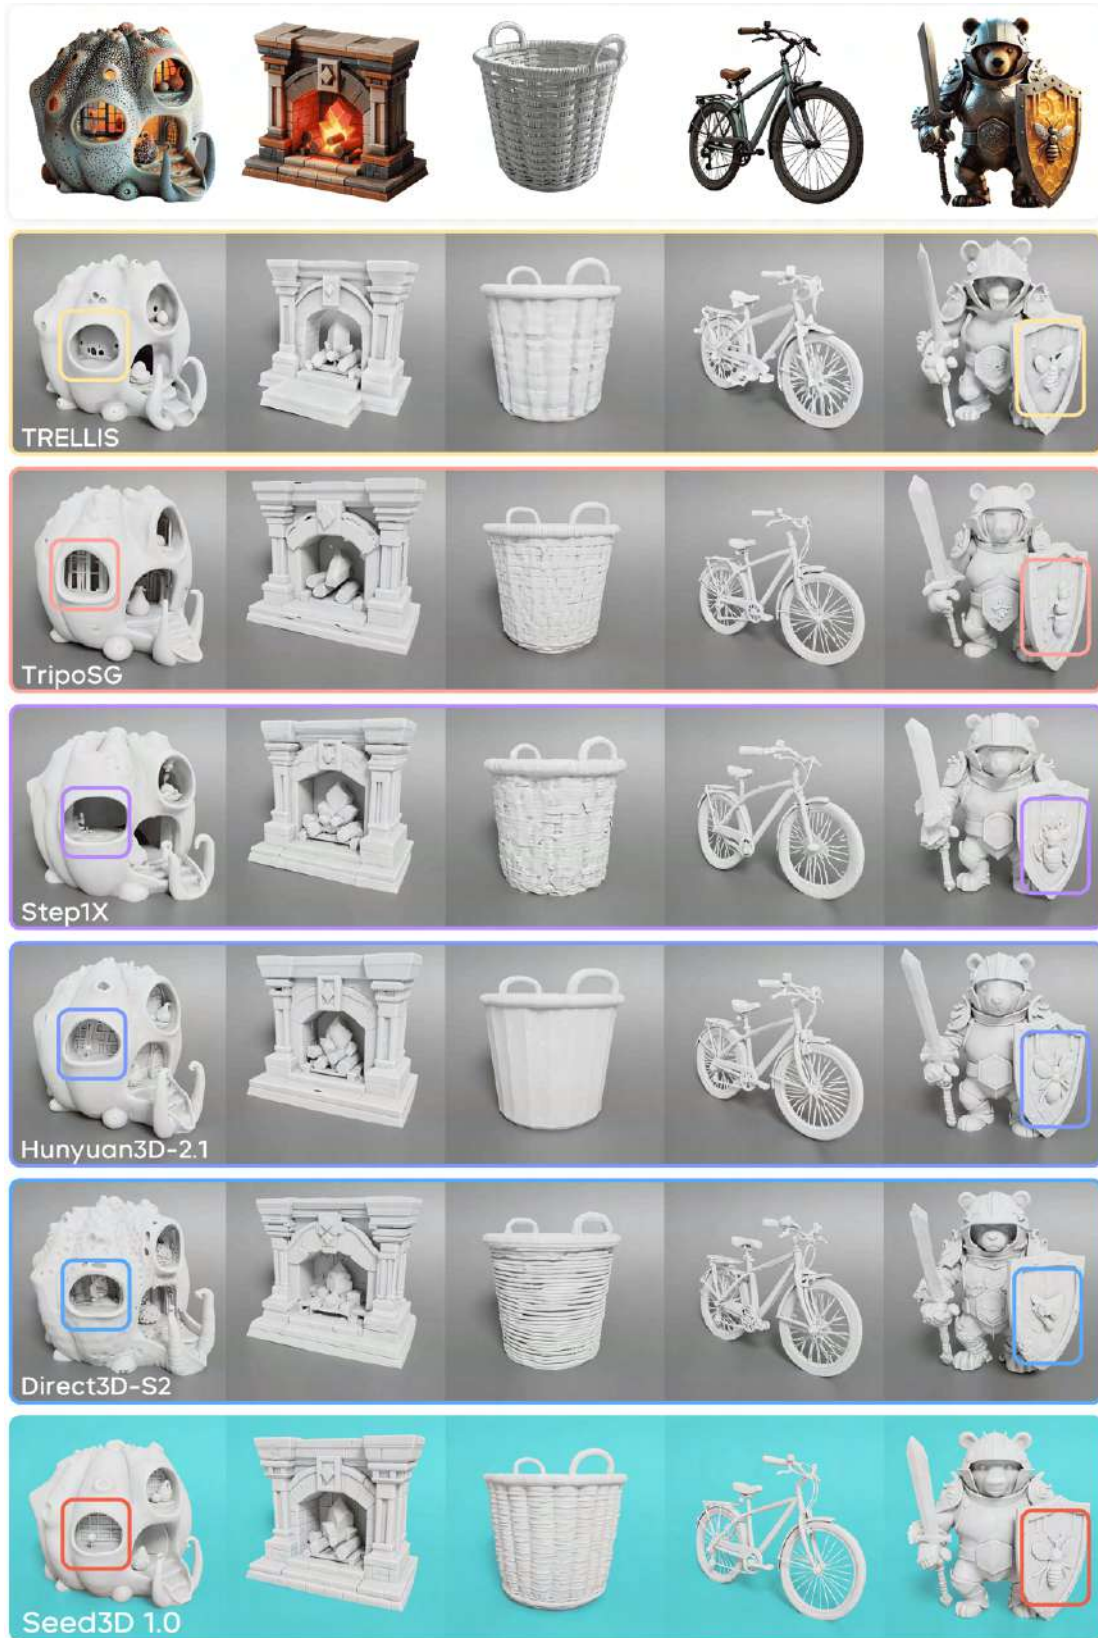 TRELLIS
TripoSG
Step1X
Hunyuan3D-2.1
Direct3D-S2
Seed3D 1.0